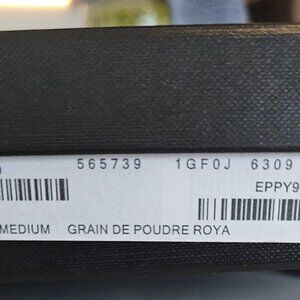 565739 1GF0J 6309
EPPY9
MEDIUM GRAIN DE POUDRE ROYA